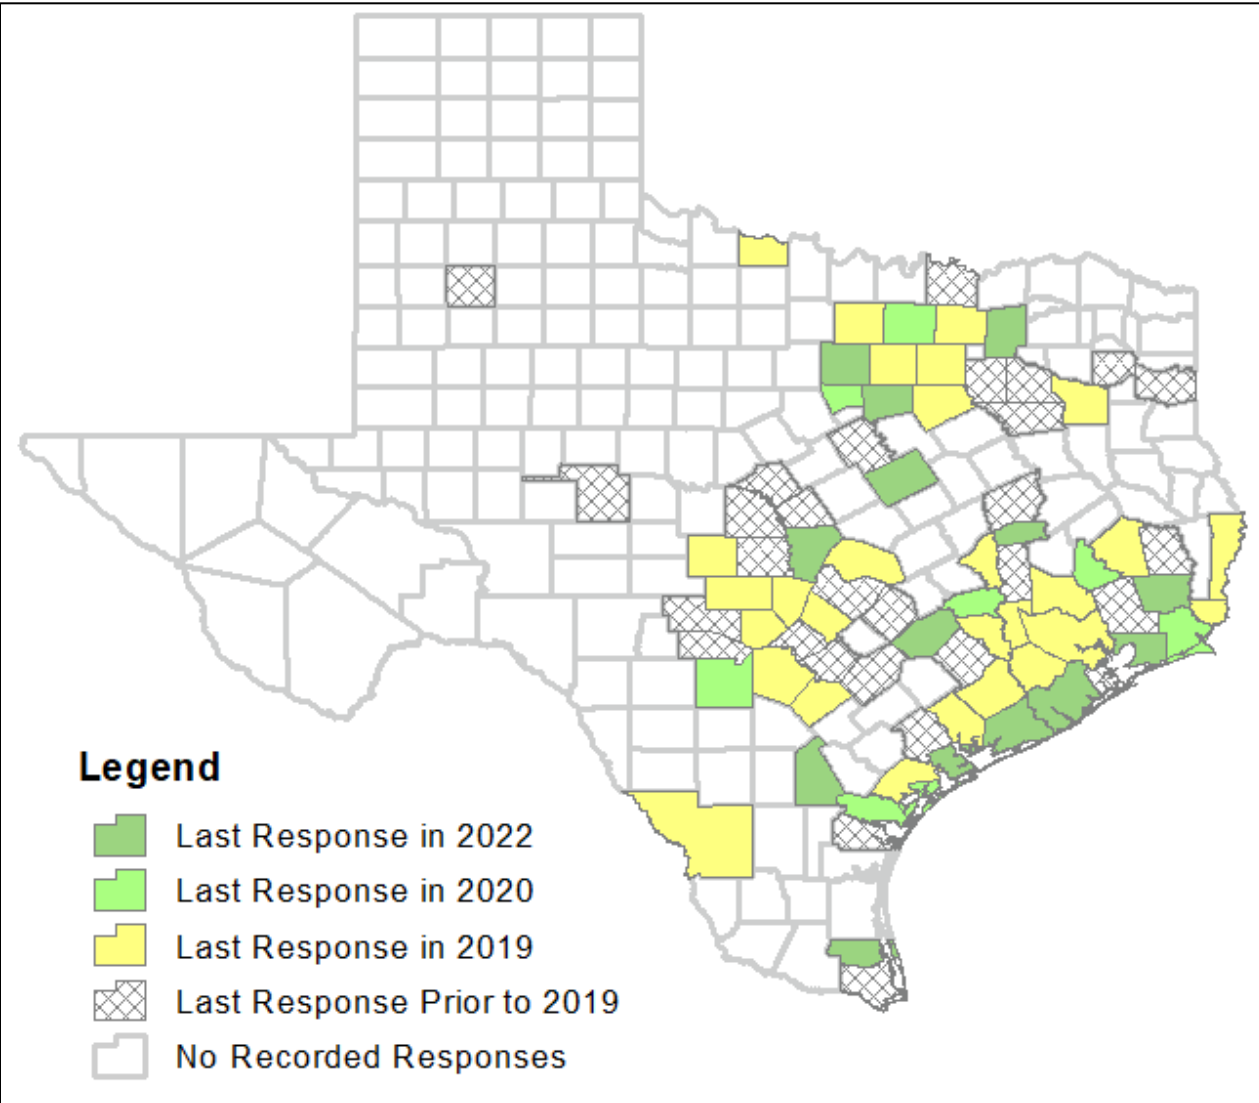 Legend
Last Response in 2022
Last Response in 2020
Last Response in 2019
Last Response Prior to 2019
No Recorded Responses